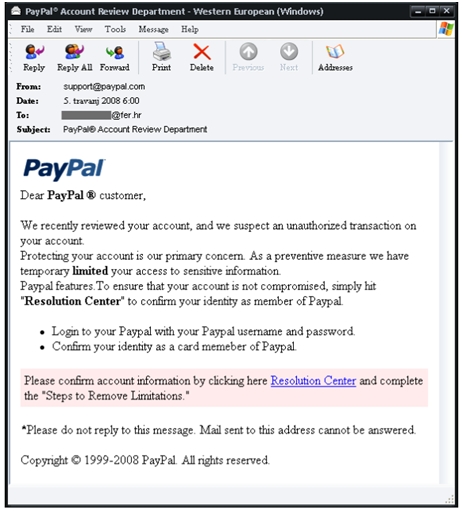 PayPal® Account Review Department - Western European (Windows)
File Edit View Tools Message Help
Reply Reply All Forward Print Delete Previous Next Addresses
From: support@paypal.com
Date: 5. travanj 2008 6:00
To: @fer.hr
Subject: PayPal® Account Review Department
PayPal
Dear PayPal ® customer,
We recently reviewed your account, and we suspect an unauthorized transaction on
your account.
Protecting your account is our primary concern. As a preventive measure we have
temporary limited your access to sensitive information.
Paypal features.To ensure that your account is not compromised, simply hit
"Resolution Center" to confirm your identity as member of Paypal.
• Login to your Paypal with your Paypal username and password.
• Confirm your identity as a card memeber of Paypal.
Please confirm account information by clicking here Resolution Center and complete
the "Steps to Remove Limitations."
*Please do not reply to this message. Mail sent to this address cannot be answered.
Copyright © 1999-2008 PayPal. All rights reserved.